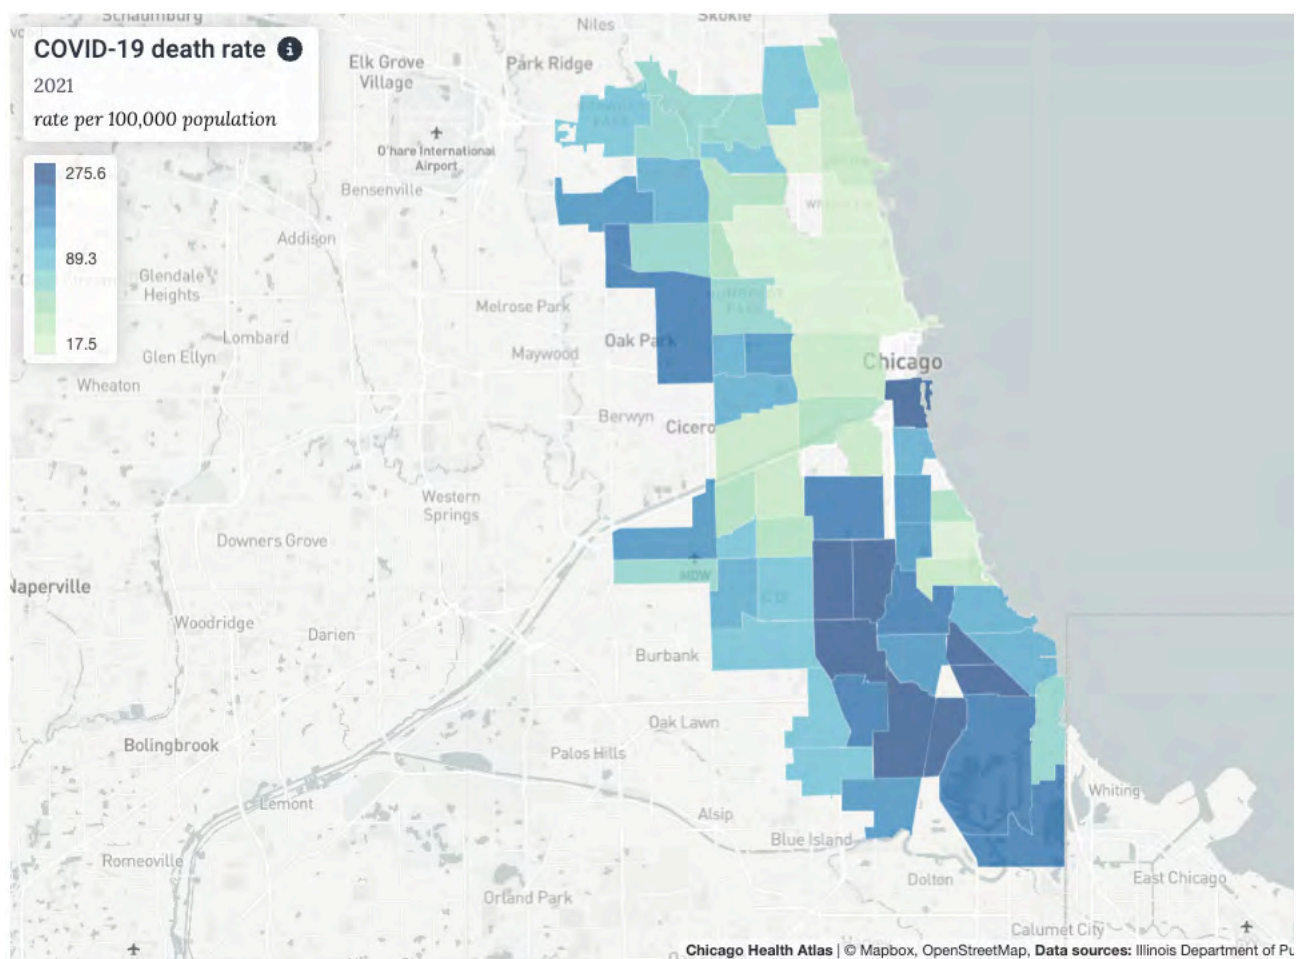 Schaumburg
Niles
Skokie
COVID-19 death rate
2021
rate per 100,000 population
Elk Grove
Village
Park Ridge
O'hare International
Airport
275.6
89.3
17.5
Bensenville
Addison
Glendale
Heights
Melrose Park
Lombard
Oak Park
Glen Ellyn
Maywood
Chicago
Wheaton
Berwyn
Cicero
Western
Springs
Downers Grove
MDW
Naperville
Woodridge
Darien
Burbank
Oak Lawn
Bolingbrook
Palos Hills
Whiting
Lemont
Alsip
Blue Island
Romeoville
Dolton
East Chicago
Orland Park
Calumet City
Chicago Health Atlas | © Mapbox, OpenStreetMap, Data sources: Illinois Department of Pu